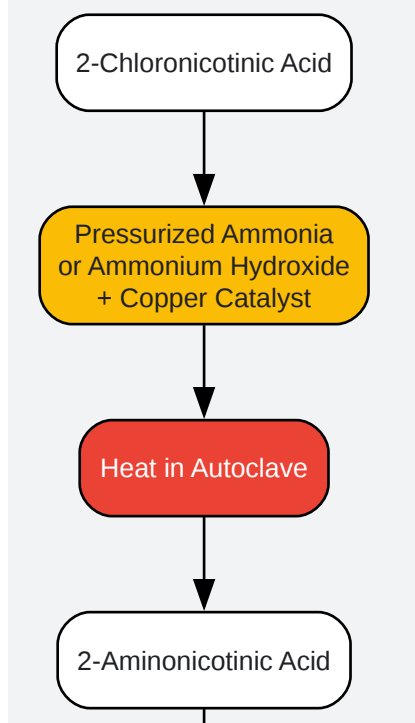 2-Chloronicotinic Acid
Pressurized Ammonia
or Ammonium Hydroxide
+ Copper Catalyst
Heat in Autoclave
2-Aminonicotinic Acid